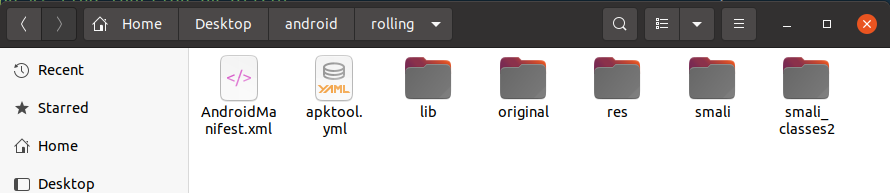 Home
Desktop
android
rolling
Recent
Starred
Home
Desktop
</>
YAML
AndroidMa
nifest.xml
apktool.
yml
lib
original
res
smali
smali_
classes2